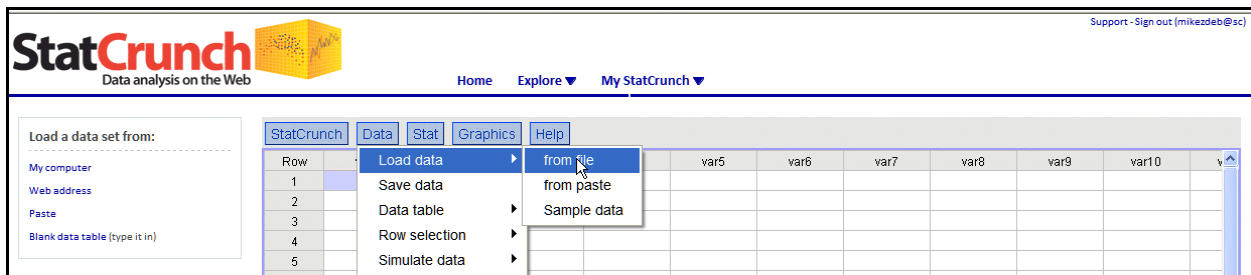 Support - Sign out (mikezdeb@sc)
StatCrunch
Data analysis on the Web
Home Explore ▼ My StatCrunch ▼
Load a data set from:
My computer
Web address
Paste
Blank data table (type it in)
StatCrunch Data Stat Graphics Help
Row var5 var6 var7 var8 var9 var10
Load data
from file
from paste
Sample data
Save data
Data table
Row selection
Simulate data
1
2
3
4
5